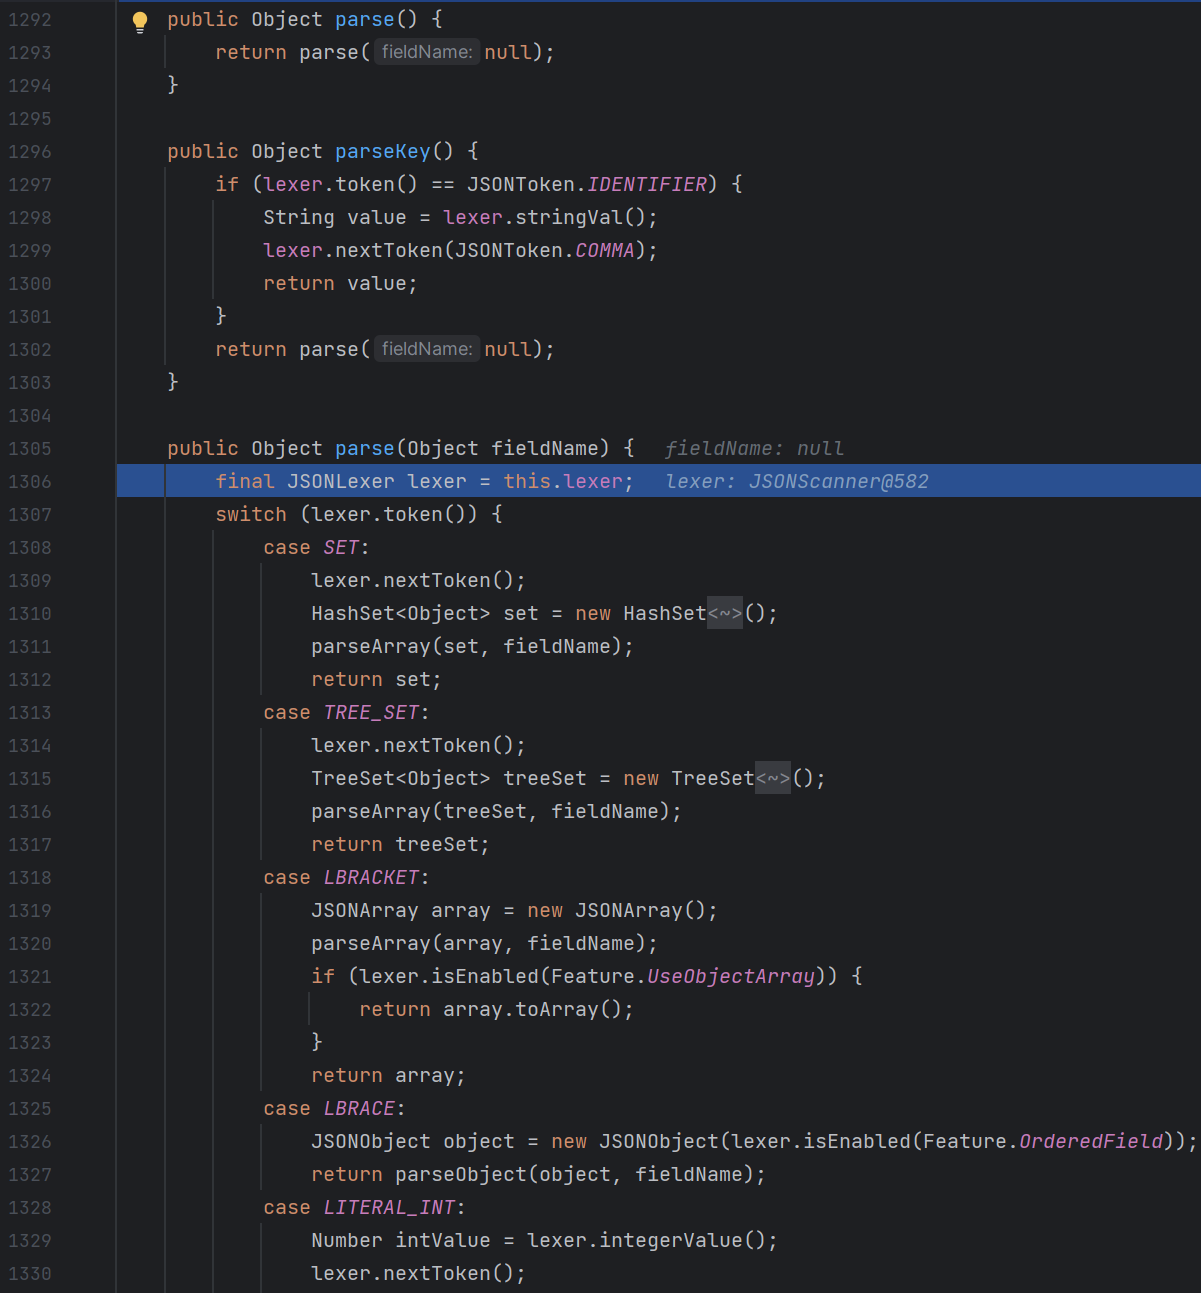 1292 public Object parse() {
1293 return parse( fieldName: null);
1294 }
1295
1296 public Object parseKey() {
1297 if (lexer.token() == JSONToken.IDENTIFIER) {
1298 String value = lexer.stringVal();
1299 lexer.nextToken(JSONToken.COMMA);
1300 return value;
1301 }
1302 return parse( fieldName: null);
1303 }
1304
1305 public Object parse(Object fieldName) { fieldName: null
1306 final JSONLexer lexer = this.lexer; lexer: JSONScanner@582
1307 switch (lexer.token()) {
1308 case SET:
1309 lexer.nextToken();
1310 HashSet<Object> set = new HashSet<~>();
1311 parseArray(set, fieldName);
1312 return set;
1313 case TREE_SET:
1314 lexer.nextToken();
1315 TreeSet<Object> treeSet = new TreeSet<~>();
1316 parseArray(treeSet, fieldName);
1317 return treeSet;
1318 case LBRACKET:
1319 JSONArray array = new JSONArray();
1320 parseArray(array, fieldName);
1321 if (lexer.isEnabled(Feature.UseObjectArray)) {
1322 return array.toArray();
1323 }
1324 return array;
1325 case LBRACE:
1326 JSONObject object = new JSONObject(lexer.isEnabled(Feature.OrderedField));
1327 return parseObject(object, fieldName);
1328 case LITERAL_INT:
1329 Number intValue = lexer.integerValue();
1330 lexer.nextToken();